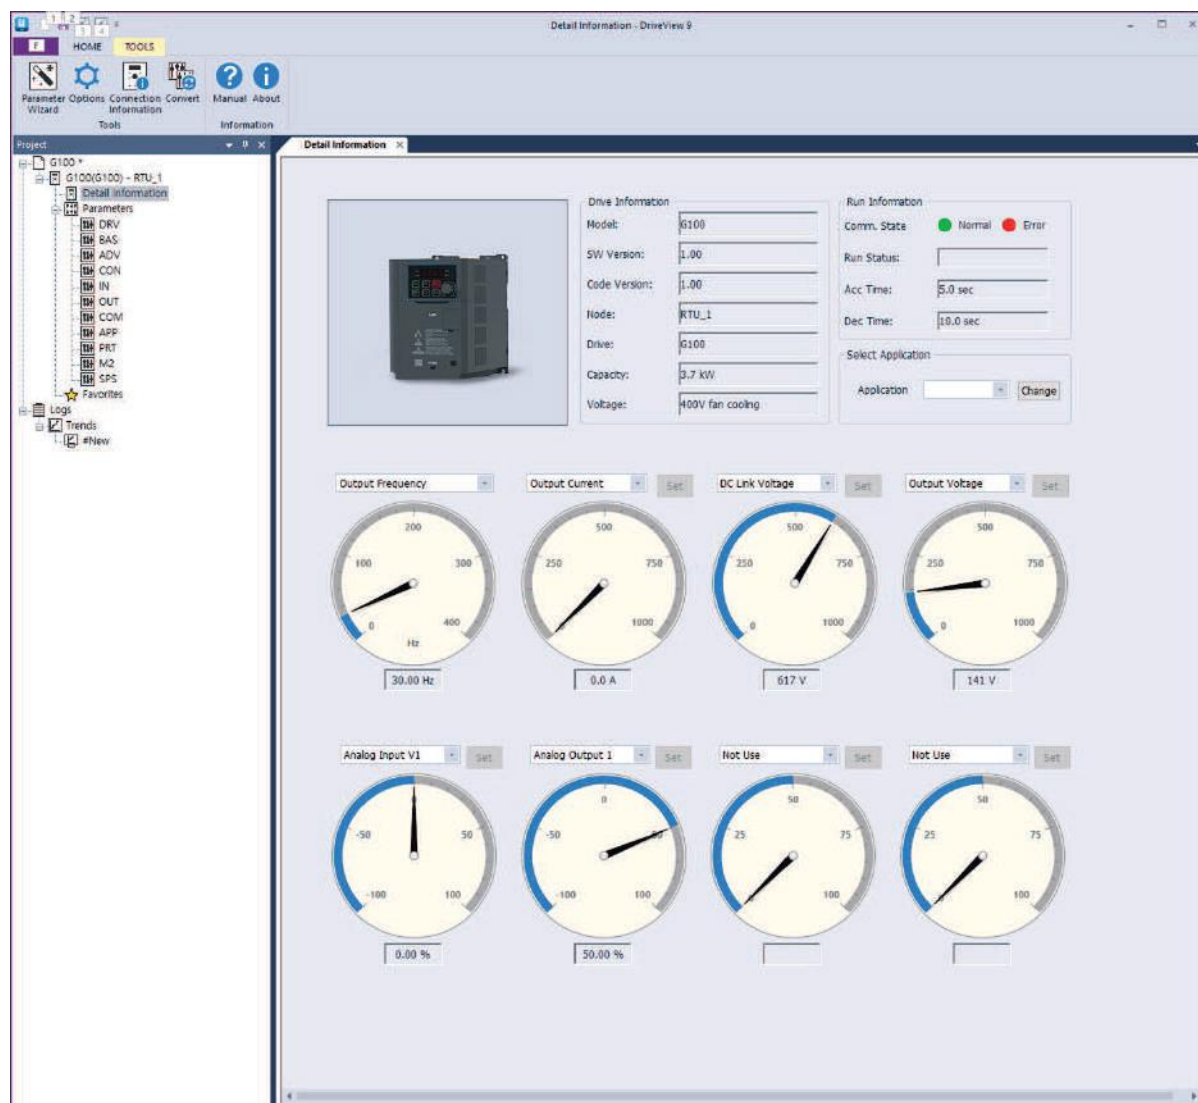 1 2
3 4
Detail Information - DriveView 9
F HOME TOOLS
Parameter Wizard Options Connection Information Convert Manual About
Tools Information
Project
Detail Information
G100 *
G100(G100) - RTU_1
Detail Information
Parameters
DRV
BAS
ADV
CON
IN
OUT
COM
APP
PRT
M2
SPS
Favorites
Logs
Trends
#New
Drive Information
Model: G100
SW Version: 1.00
Code Version: 1.00
Node: RTU_1
Drive: G100
Capacity: 3.7 kW
Voltage: 400V fan cooling
Run Information
Comm. State Normal Error
Run Status:
Acc Time: 5.0 sec
Dec Time: 10.0 sec
Select Application
Application Change
Output Frequency
0 100 200 300 400
Hz
30.00 Hz
Output Current Set
250 500 750 1000
0.0 A
DC Link Voltage Set
0 250 500 750 1000
617 V
Output Voltage Set
0 250 500 750 1000
141 V
Analog Input V1 Set
-100 -50 50 100
0.00 %
Analog Output 1 Set
-100 -50 0 100
50.00 %
Not Use Set
25 50 75 100
Not Use Set
25 50 75 100